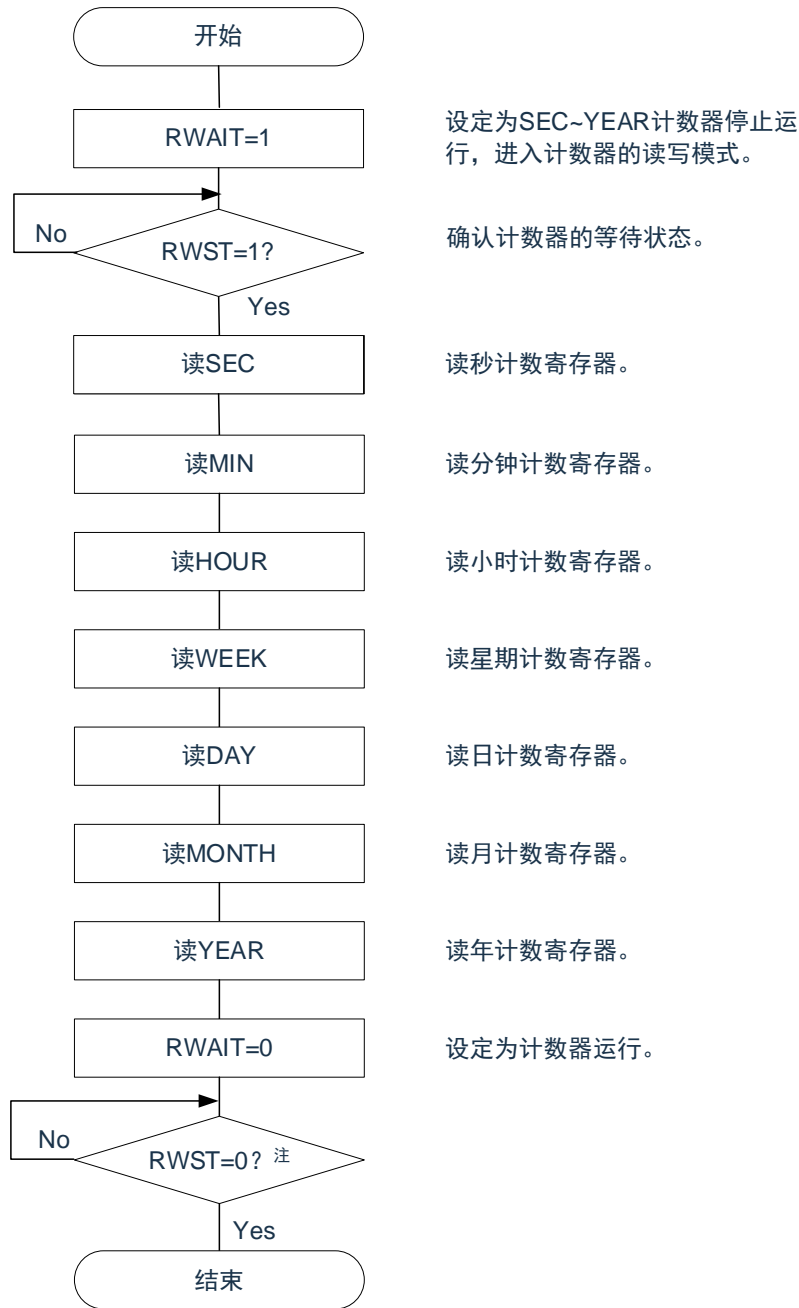 开始
RWAIT=1
设定为SEC~YEAR计数器停止运
行，进入计数器的读写模式。
No
RWST=1?
确认计数器的等待状态。
Yes
读SEC
读秒计数寄存器。
读MIN
读分钟计数寄存器。
读HOUR
读小时计数寄存器。
读WEEK
读星期计数寄存器。
读DAY
读日计数寄存器。
读MONTH
读月计数寄存器。
读YEAR
读年计数寄存器。
RWAIT=0
设定为计数器运行。
No
RWST=0? 注
Yes
结束